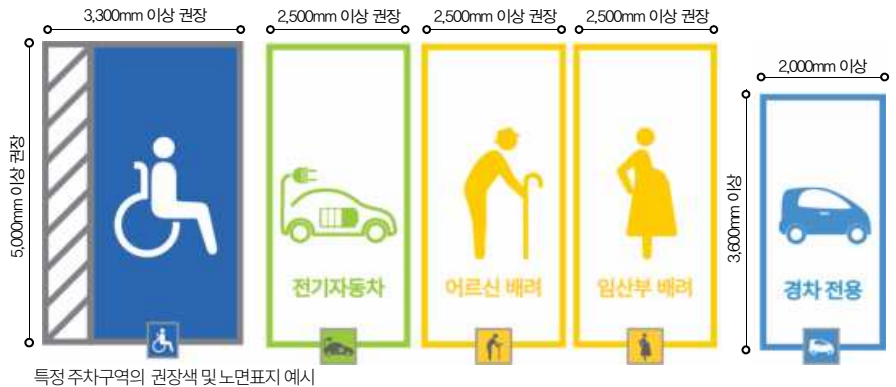 3,300mm 이상 권장
2,500mm 이상 권장
2,500mm 이상 권장
2,500mm 이상 권장
2,000mm 이상
5,000mm 이상 권장
3,600mm 이상
전기자동차
어르신 배려
임산부 배려
경차 전용
특정 주차구역의 권장색 및 노면표지 예시